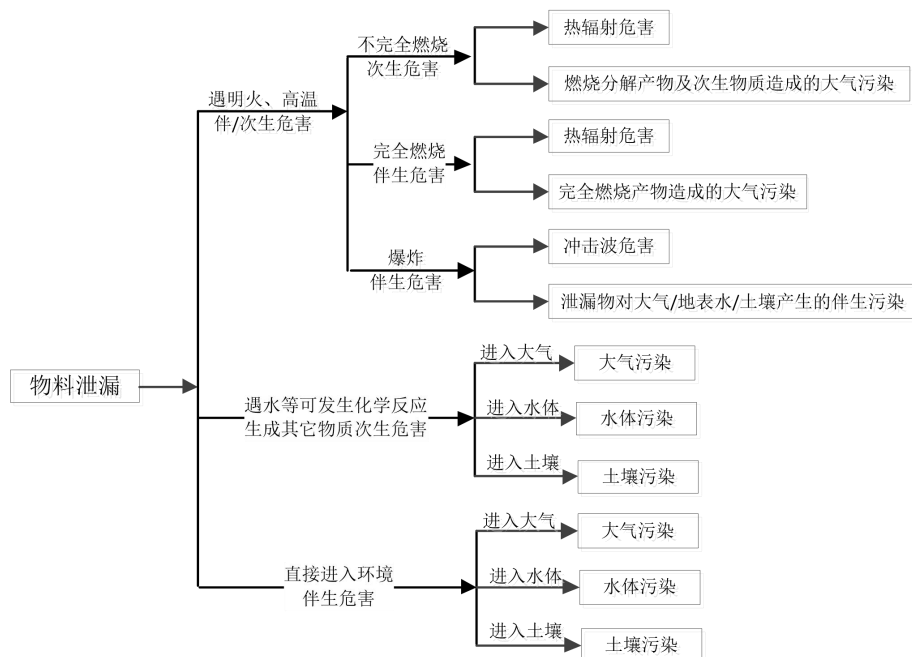 热辐射危害
不完全燃烧
次生危害
燃烧分解产物及次生物质造成的大气污染
遇明火、高温
伴/次生危害
热辐射危害
完全燃烧
伴生危害
完全燃烧产物造成的大气污染
冲击波危害
爆炸
伴生危害
泄漏物对大气/地表水/土壤产生的伴生污染
物料泄漏
进入大气
大气污染
遇水等可发生化学反应
生成其它物质次生危害
进入水体
水体污染
进入土壤
土壤污染
进入大气
大气污染
直接进入环境
伴生危害
进入水体
水体污染
进入土壤
土壤污染